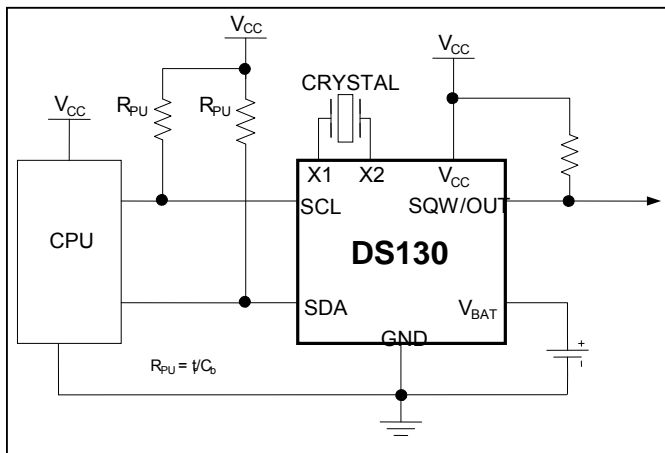 VCC
VCC
CRYSTAL
VCC
RPU
RPU
X1
X2
VCC
SCL
SQW/OUT
CPU
DS130
SDA
VBAT
GND
+
−
RPU = tr/Cb